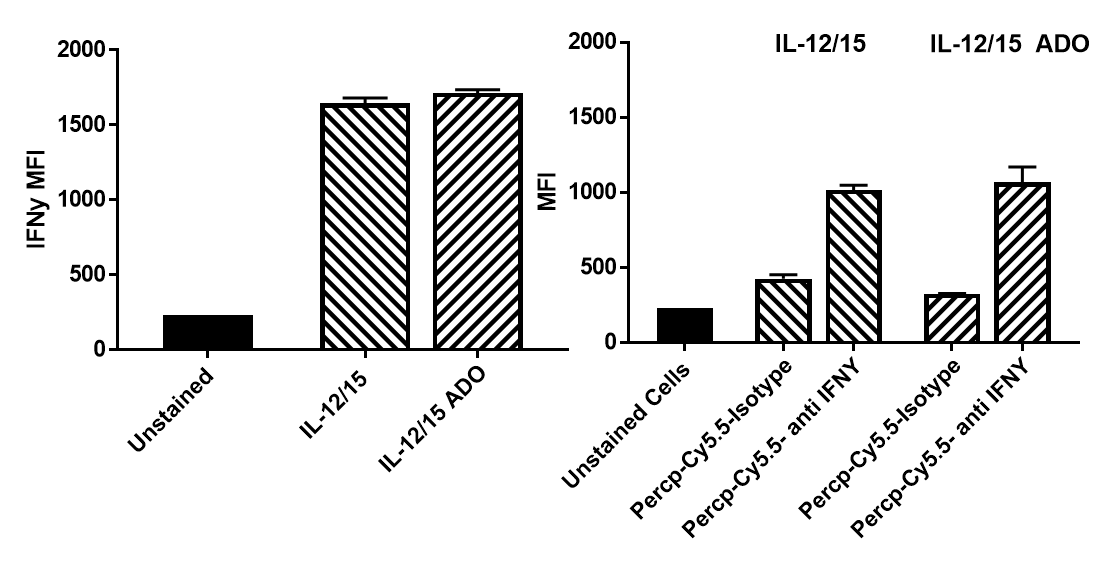 IFNy MFI
2000
1500
1000
500
0
Unstained
IL-12/15
IL-12/15 ADO
MFI
2000
1500
1000
500
0
IL-12/15
IL-12/15 ADO
Unstained Cells
Percp-Cy5.5-Isotype
Percp-Cy5.5- anti IFNY
Percp-Cy5.5-Isotype
Percp-Cy5.5- anti IFNY